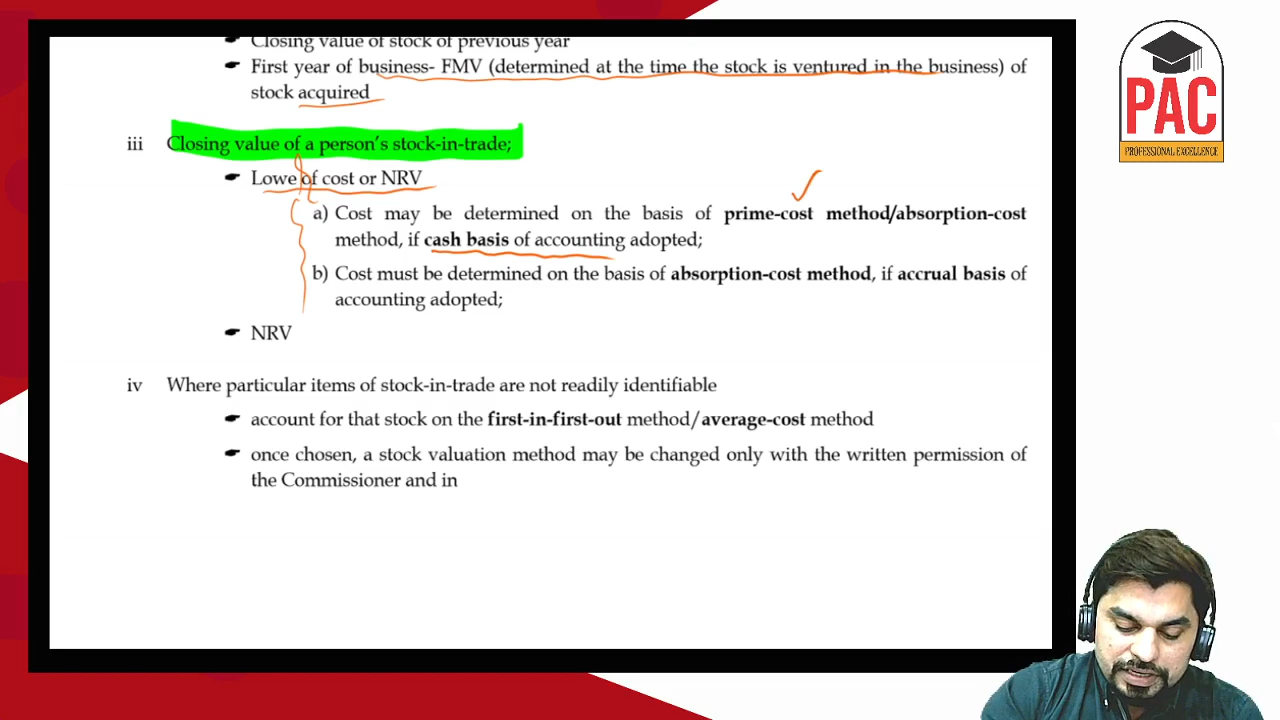 Closing value of stock of previous year
First year of business- FMV (determined at the time the stock is ventured in the business) of
stock acquired
iii Closing value of a person's stock-in-trade;
Lowe of cost or NRV
a) Cost may be determined on the basis of prime-cost method/absorption-cost
method, if cash basis of accounting adopted;
b) Cost must be determined on the basis of absorption-cost method, if accrual basis of
accounting adopted;
NRV
iv Where particular items of stock-in-trade are not readily identifiable
account for that stock on the first-in-first-out method/average-cost method
once chosen, a stock valuation method may be changed only with the written permission of
the Commissioner and in
PAC
PROFESSIONAL EXCELLENCE